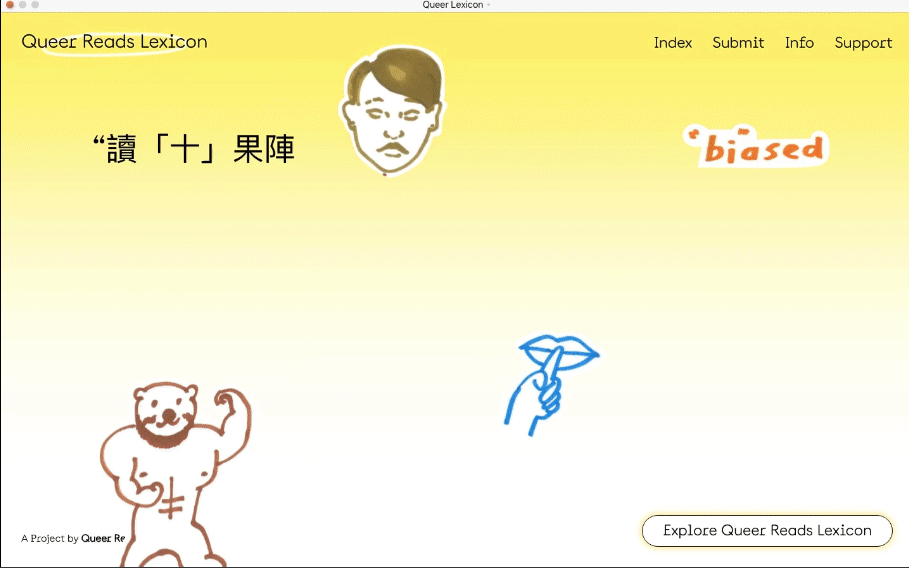 Queer Lexicon
Queer Reads Lexicon
Index Submit Info Support
“讀「十」果陣
biased
A Project by Queer Re
Explore Queer Reads Lexicon